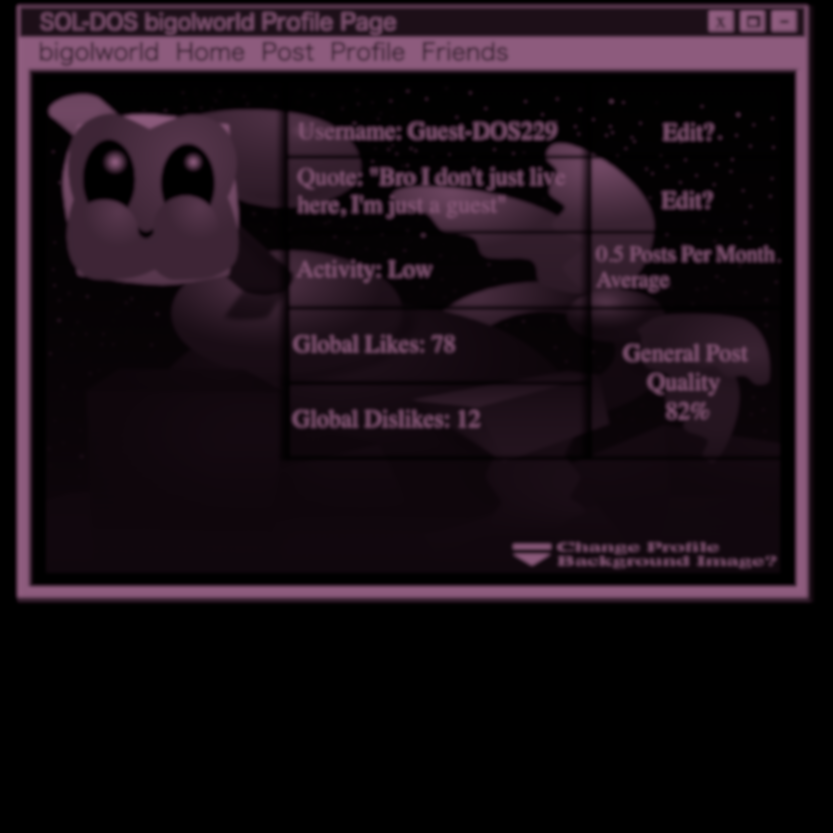 SOL-DOS bigolworld Profile Page
bigolworld Home Post Profile Friends
Username: Guest-DOS229
Edit?
Quote: "Bro I don't just live
here, I'm just a guest"
Edit?
Activity: Low
0.5 Posts Per Month
Average
Global Likes: 78
General Post
Quality
82%
Global Dislikes: 12
Change Profile
Background Image?